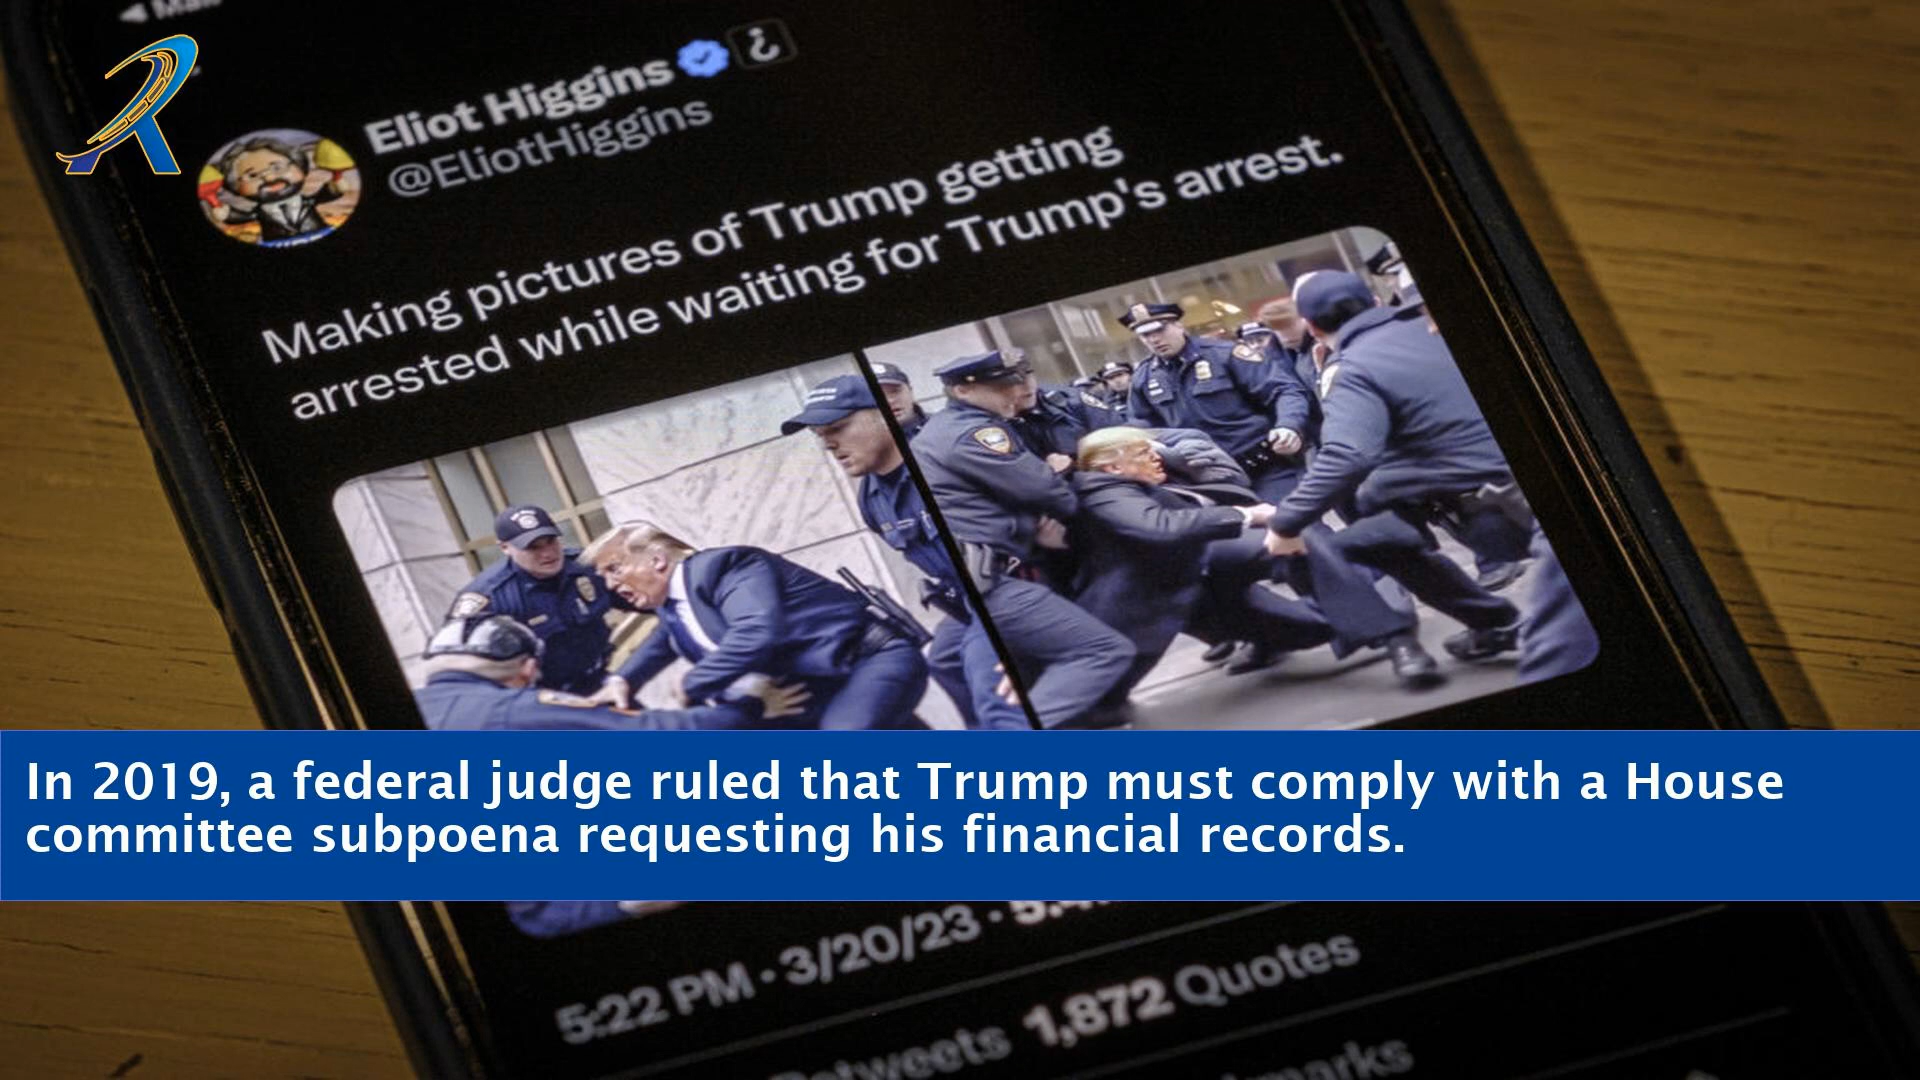 Eliot Higgins
@EliotHiggins
Making pictures of Trump getting
arrested while waiting for Trump's arrest.
In 2019, a federal judge ruled that Trump must comply with a House
committee subpoena requesting his financial records.
5:22 PM · 3/20/23 ·
Retweets 1,872 Quotes